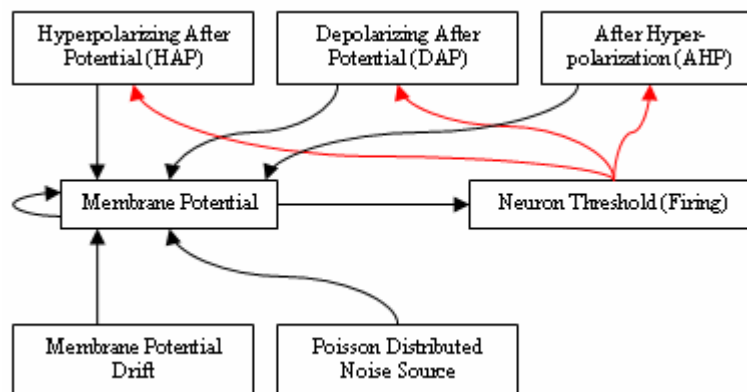 Hyperpolarizing After
Potential (HAP)
Depolarizing After
Potential (DAP)
After Hyper-
polarization (AHP)
Membrane Potential
Neuron Threshold (Firing)
Membrane Potential
Drift
Poisson Distributed
Noise Source